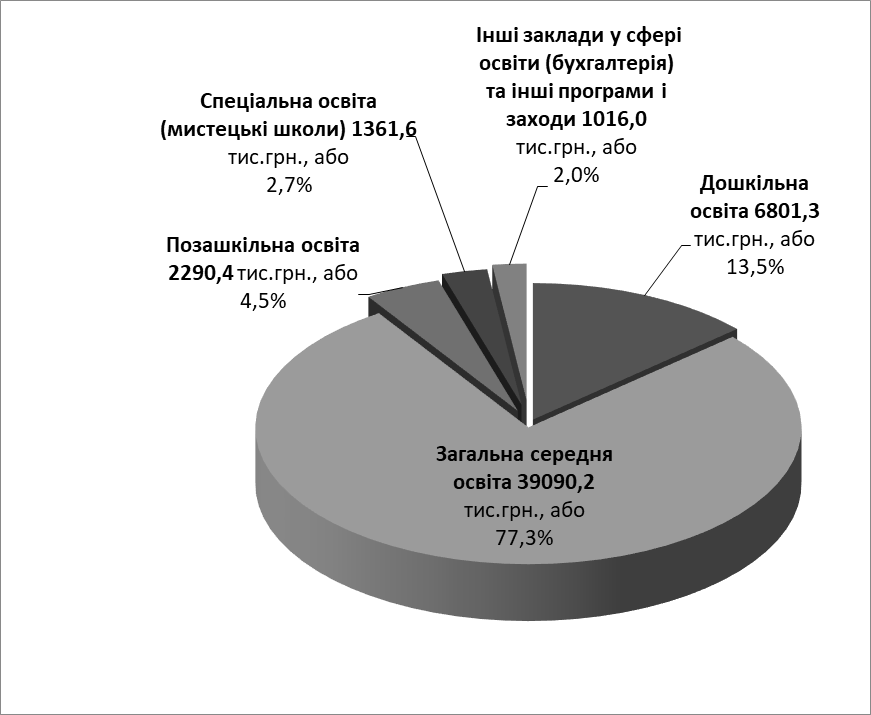 Інші заклади у сфері
освіти (бухгалтерія)
та інші програми і
заходи 1016,0
тис.грн., або
2,0%
Спеціальна освіта
(мистецькі школи) 1361,6
тис.грн., або
2,7%
Дошкільна
освіта 6801,3
тис.грн., або
13,5%
Позашкільна освіта
2290,4 тис.грн., або
4,5%
Загальна середня
освіта 39090,2
тис.грн., або
77,3%